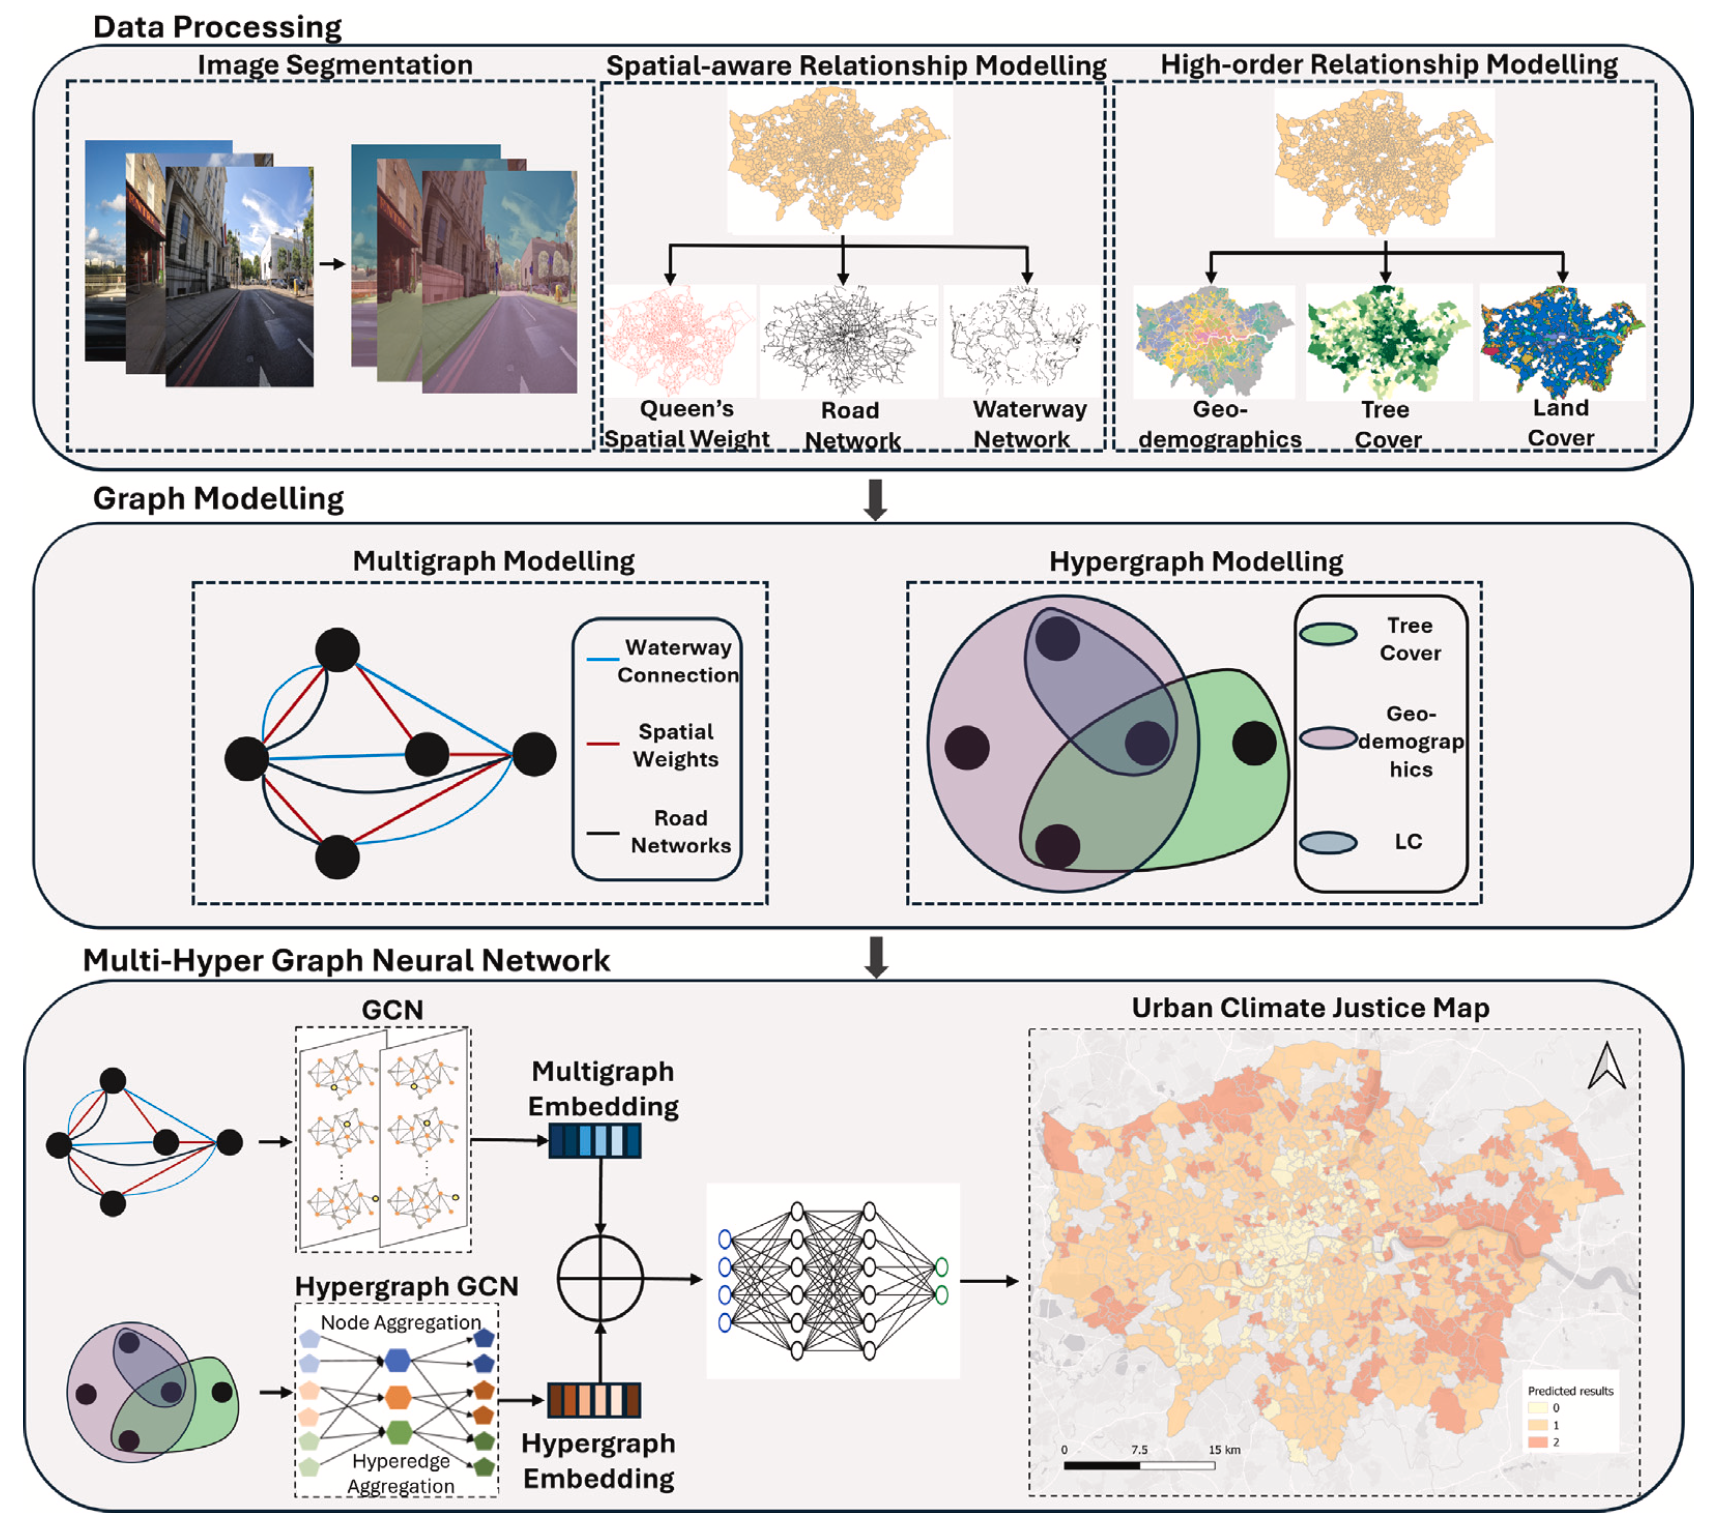 Data Processing
Image Segmentation
Spatial-aware Relationship Modelling
High-order Relationship Modelling
Queen's
Spatial Weight
Road
Network
Waterway
Network
Geo-
demographics
Tree
Cover
Land
Cover
Graph Modelling
Multigraph Modelling
Waterway
Connection
Spatial
Weights
Road
Networks
Hypergraph Modelling
Tree
Cover
Geo-
demograp
hics
LC
Multi-Hyper Graph Neural Network
GCN
Multigraph
Embedding
Hypergraph GCN
Node Aggregation
Hyperedge
Aggregation
Hypergraph
Embedding
Urban Climate Justice Map
Predicted results
0
1
2
0 7.5 15 km